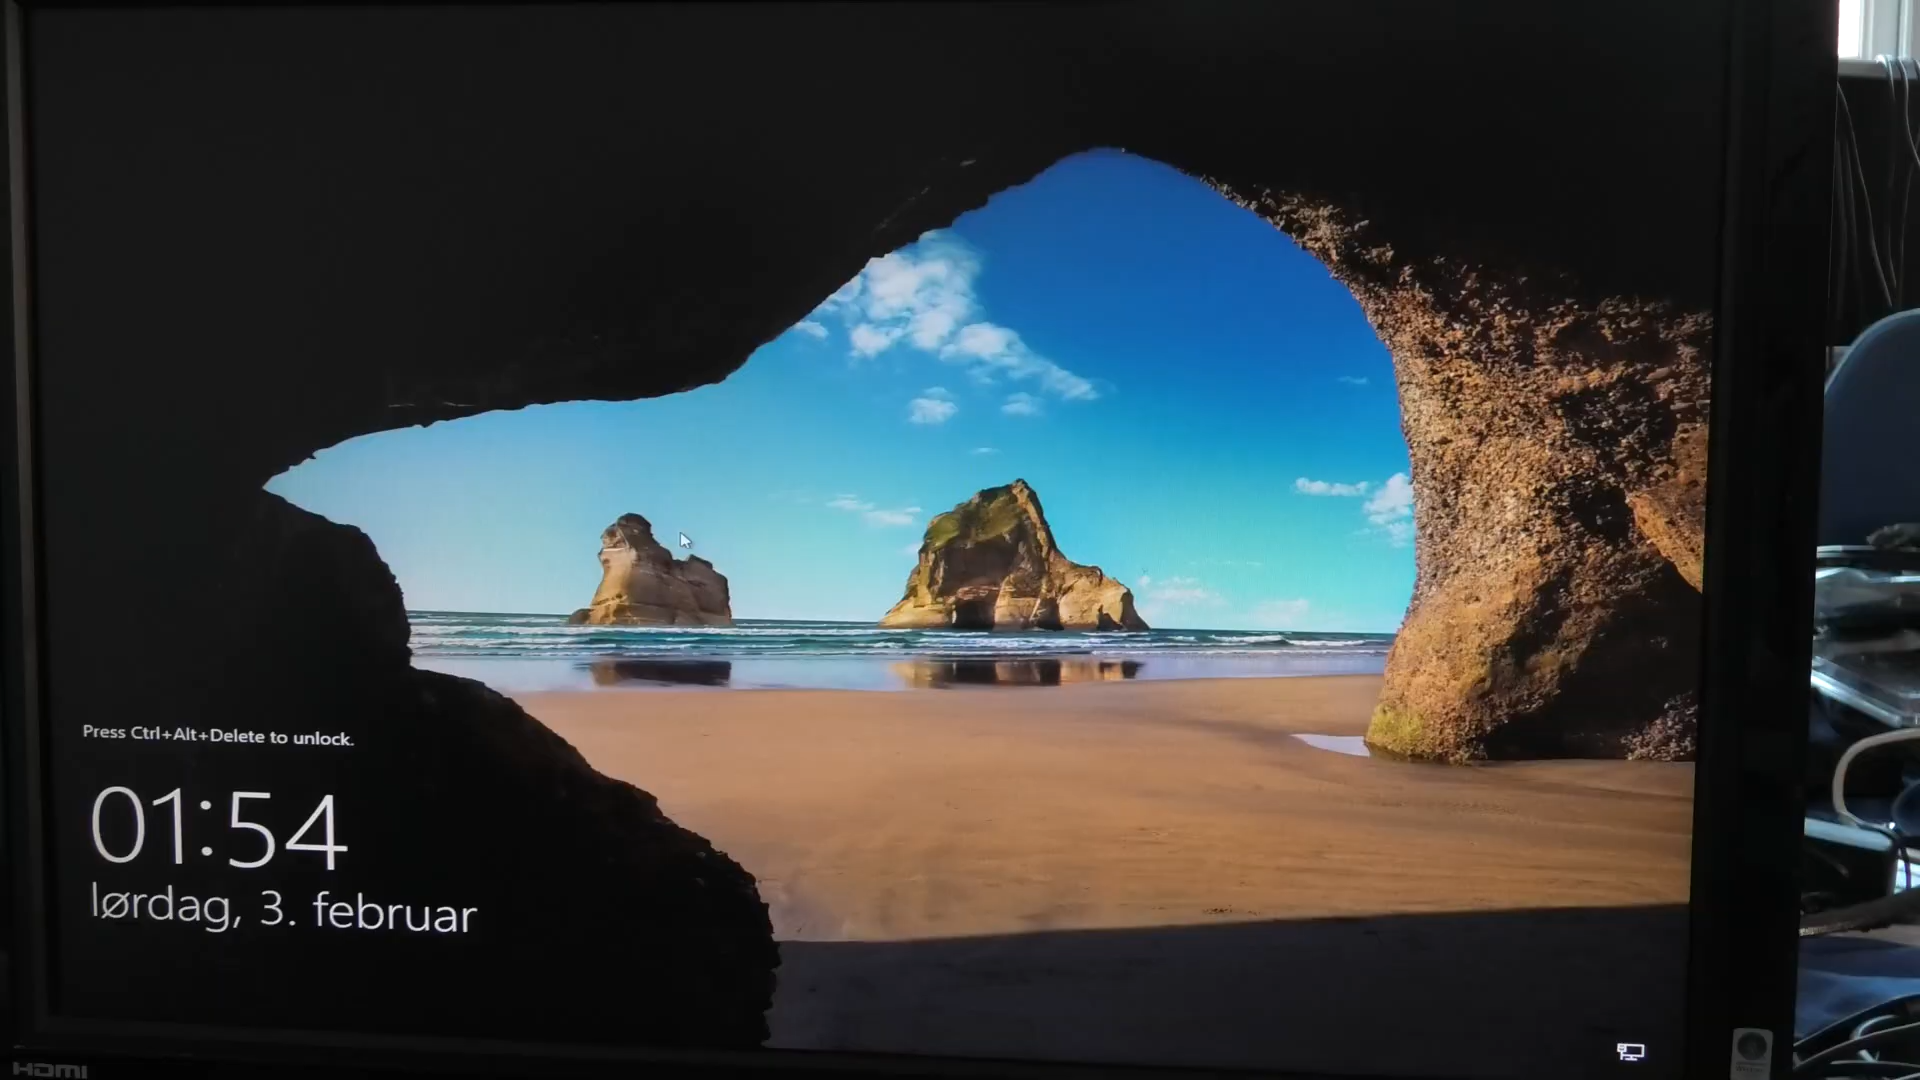 Press Ctrl+Alt+Delete to unlock.
01:54
lørdag, 3. februar
HDMI